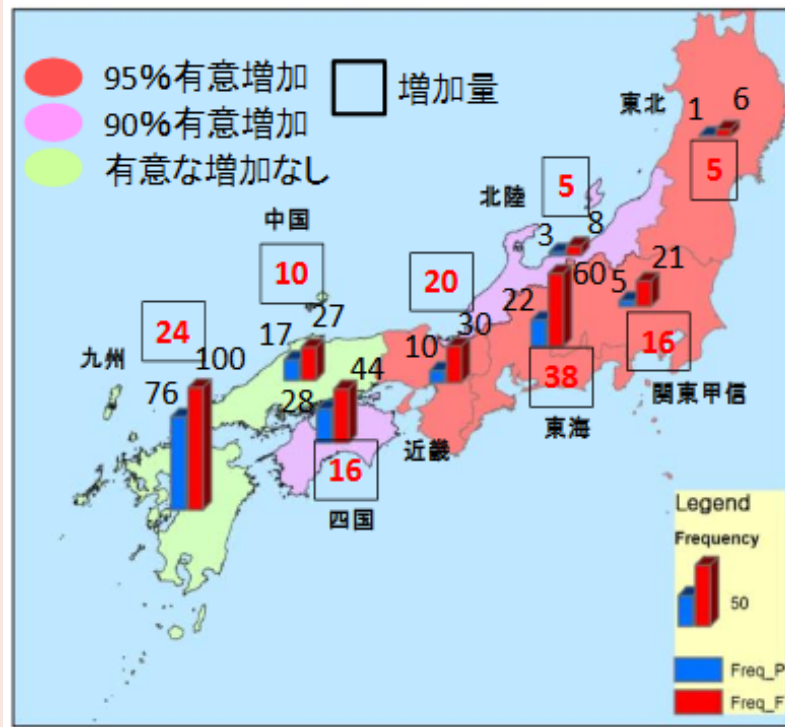 95%有意増加
増加量
90%有意増加
有意な増加なし
東北
1 6
5
北陸
5
3 8
中国
10
17 27
20
10 30
近畿
22 60
38
東海
5 21
16
関東甲信
九州
24
76 100
28 44
16
四国
Legend
Frequency
50
Freq_P
Freq_F